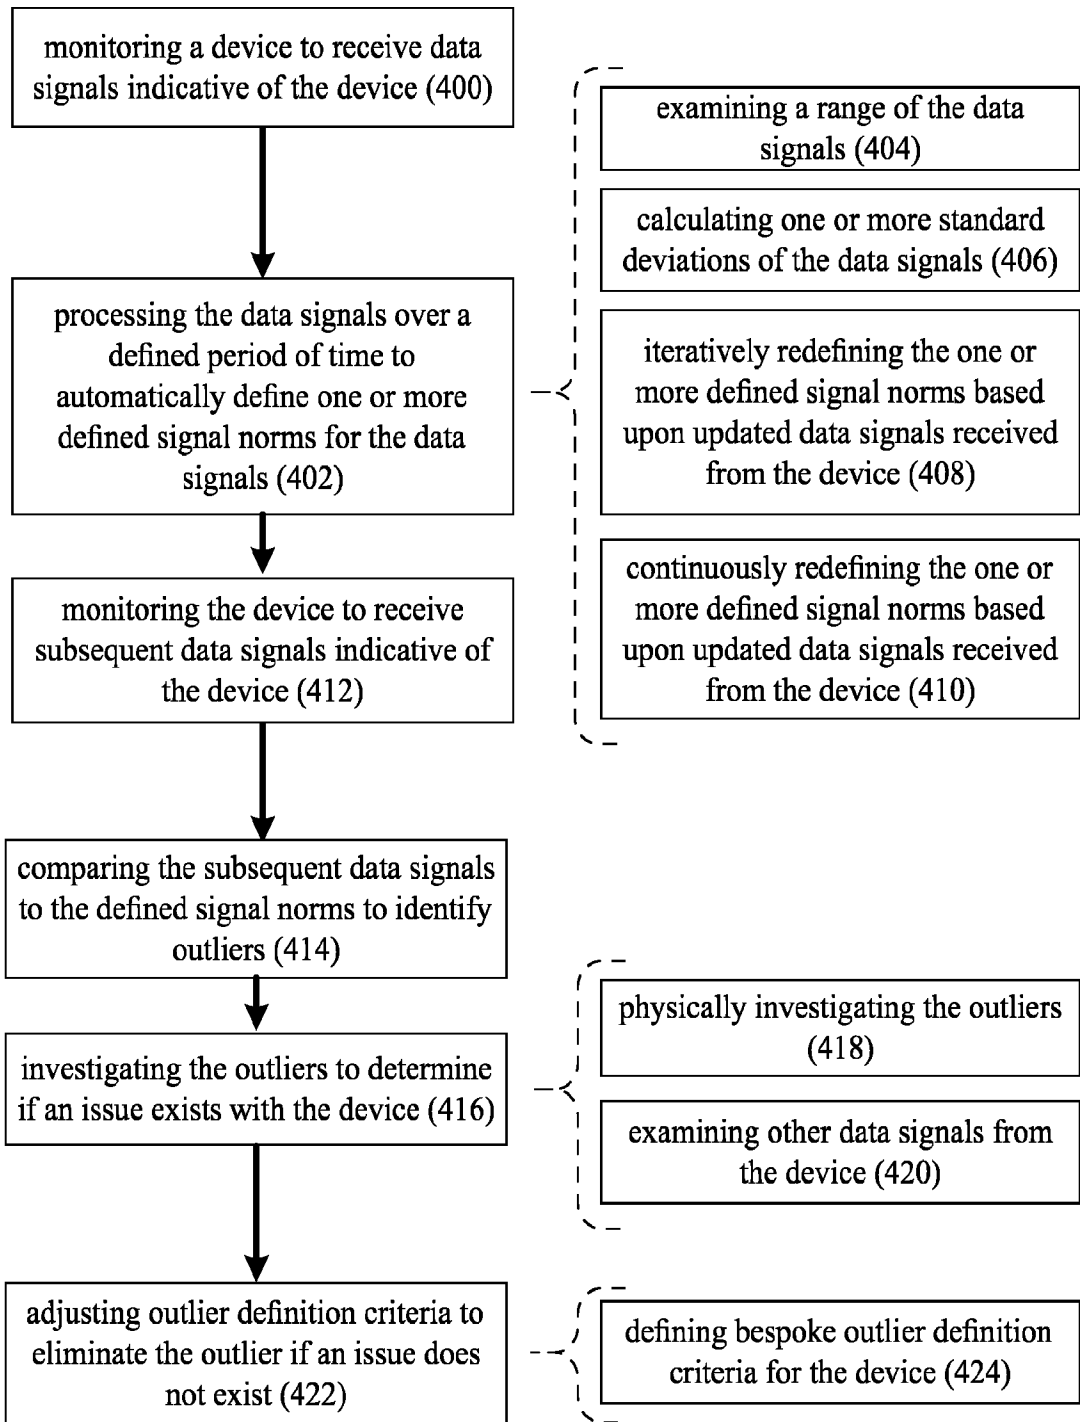 monitoring a device to receive data
signals indicative of the device (400)
processing the data signals over a
defined period of time to
automatically define one or more
defined signal norms for the data
signals (402)
examining a range of the data
signals (404)
calculating one or more standard
deviations of the data signals (406)
iteratively redefining the one or
more defined signal norms based
upon updated data signals received
from the device (408)
continuously redefining the one or
more defined signal norms based
upon updated data signals received
from the device (410)
monitoring the device to receive
subsequent data signals indicative of
the device (412)
comparing the subsequent data signals
to the defined signal norms to identify
outliers (414)
investigating the outliers to determine
if an issue exists with the device (416)
physically investigating the outliers
(418)
examining other data signals from
the device (420)
adjusting outlier definition criteria to
eliminate the outlier if an issue does
not exist (422)
defining bespoke outlier definition
criteria for the device (424)